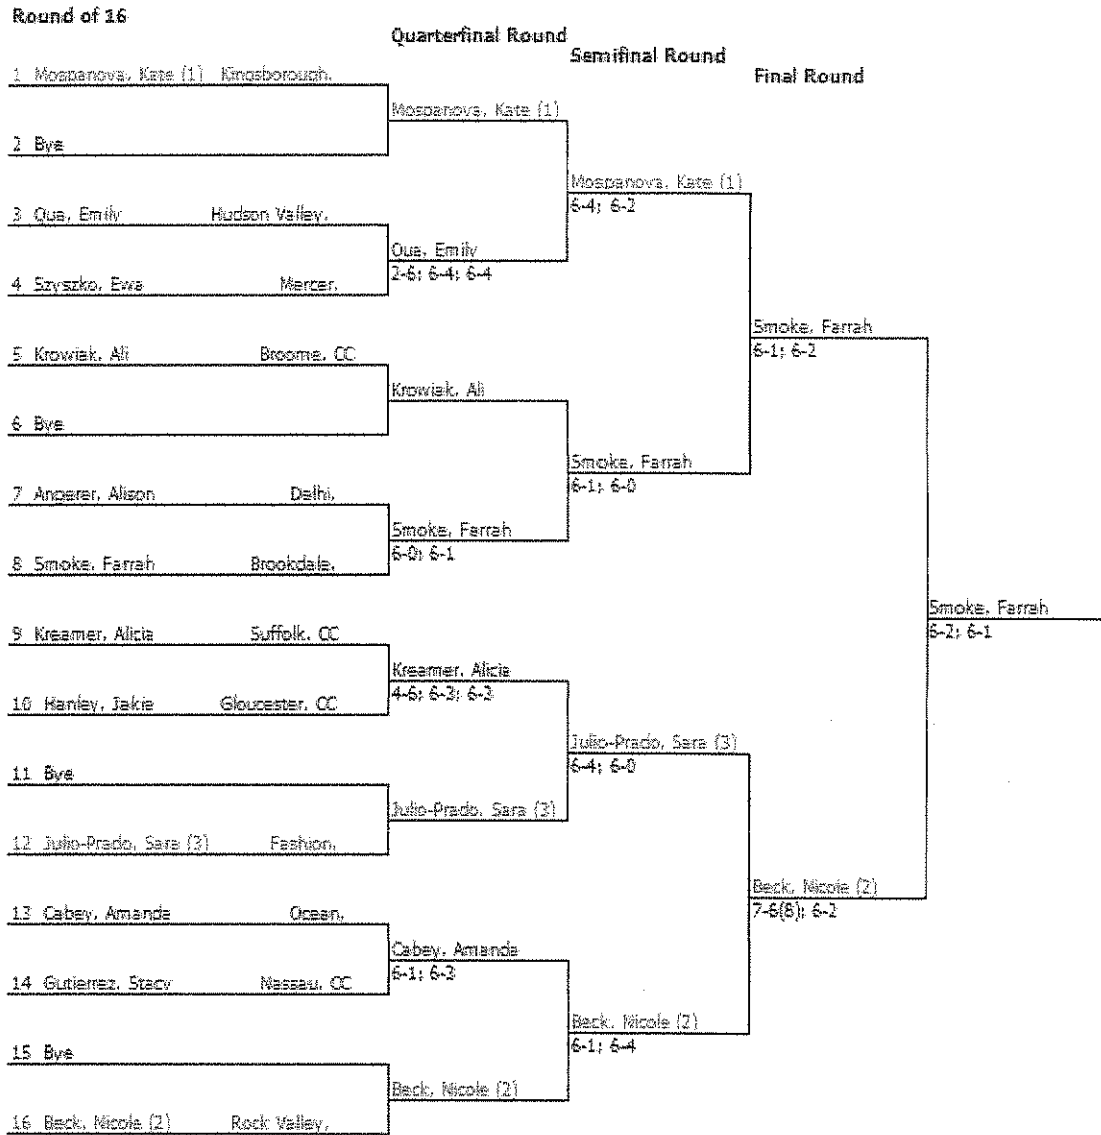 Round of 16
Quarterfinal Round
Semifinal Round
Final Round
1 Mospanova, Kate (1) Kingsborough,
Mospanova, Kate (1)
2 Bye
Mospanova, Kate (1)
6-4; 6-2
3 Qua, Emily Hudson Valley,
Qua, Emily
2-6; 6-4; 6-4
4 Szyszko, Ewa Mercer,
Smoke, Farrah
6-1; 6-2
5 Krowiak, Ali Broome, CC
Krowiak, Ali
6 Bye
Smoke, Farrah
6-1; 6-0
7 Angerer, Alison Delhi,
Smoke, Farrah
6-0; 6-1
8 Smoke, Farrah Brookdale,
Smoke, Farrah
6-2; 6-1
9 Kreamer, Alicia Suffolk, CC
Kreamer, Alicia
4-6; 6-3; 6-3
10 Hanley, Jakie Gloucester, CC
Julio-Prado, Sara (3)
6-4; 6-0
11 Bye
Julio-Prado, Sara (3)
12 Julio-Prado, Sara (3) Fashion,
Beck, Nicole (2)
7-6(8); 6-2
13 Cabey, Amanda Ocean,
Cabey, Amanda
6-1; 6-3
14 Gutierrez, Stacy Nassau, CC
Beck, Nicole (2)
6-1; 6-4
15 Bye
Beck, Nicole (2)
16 Beck, Nicole (2) Rock Valley,